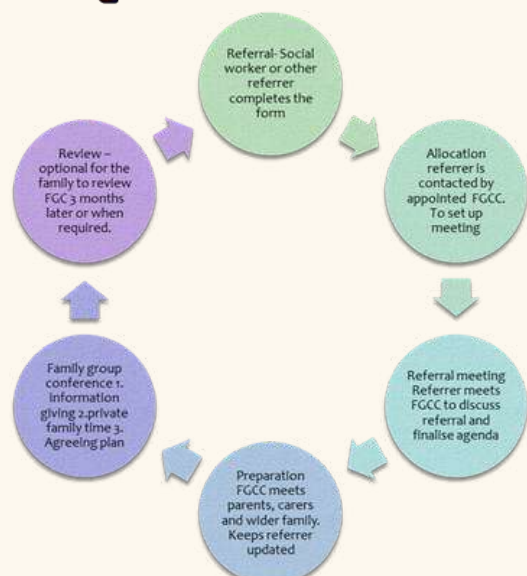 Referral- Social
worker or other
referrer
completes the
form
Allocation
referrer is
contacted by
appointed FGCC.
To set up
meeting
Referral meeting
Referrer meets
FGCC to discuss
referral and
finalise agenda
Preparation
FGCC meets
parents, carers
and wider family.
Keeps referrer
updated
Family group
conference 1.
information
giving 2.private
family time 3.
Agreeing plan
Review –
optional for the
family to review
FGC 3 months
later or when
required.